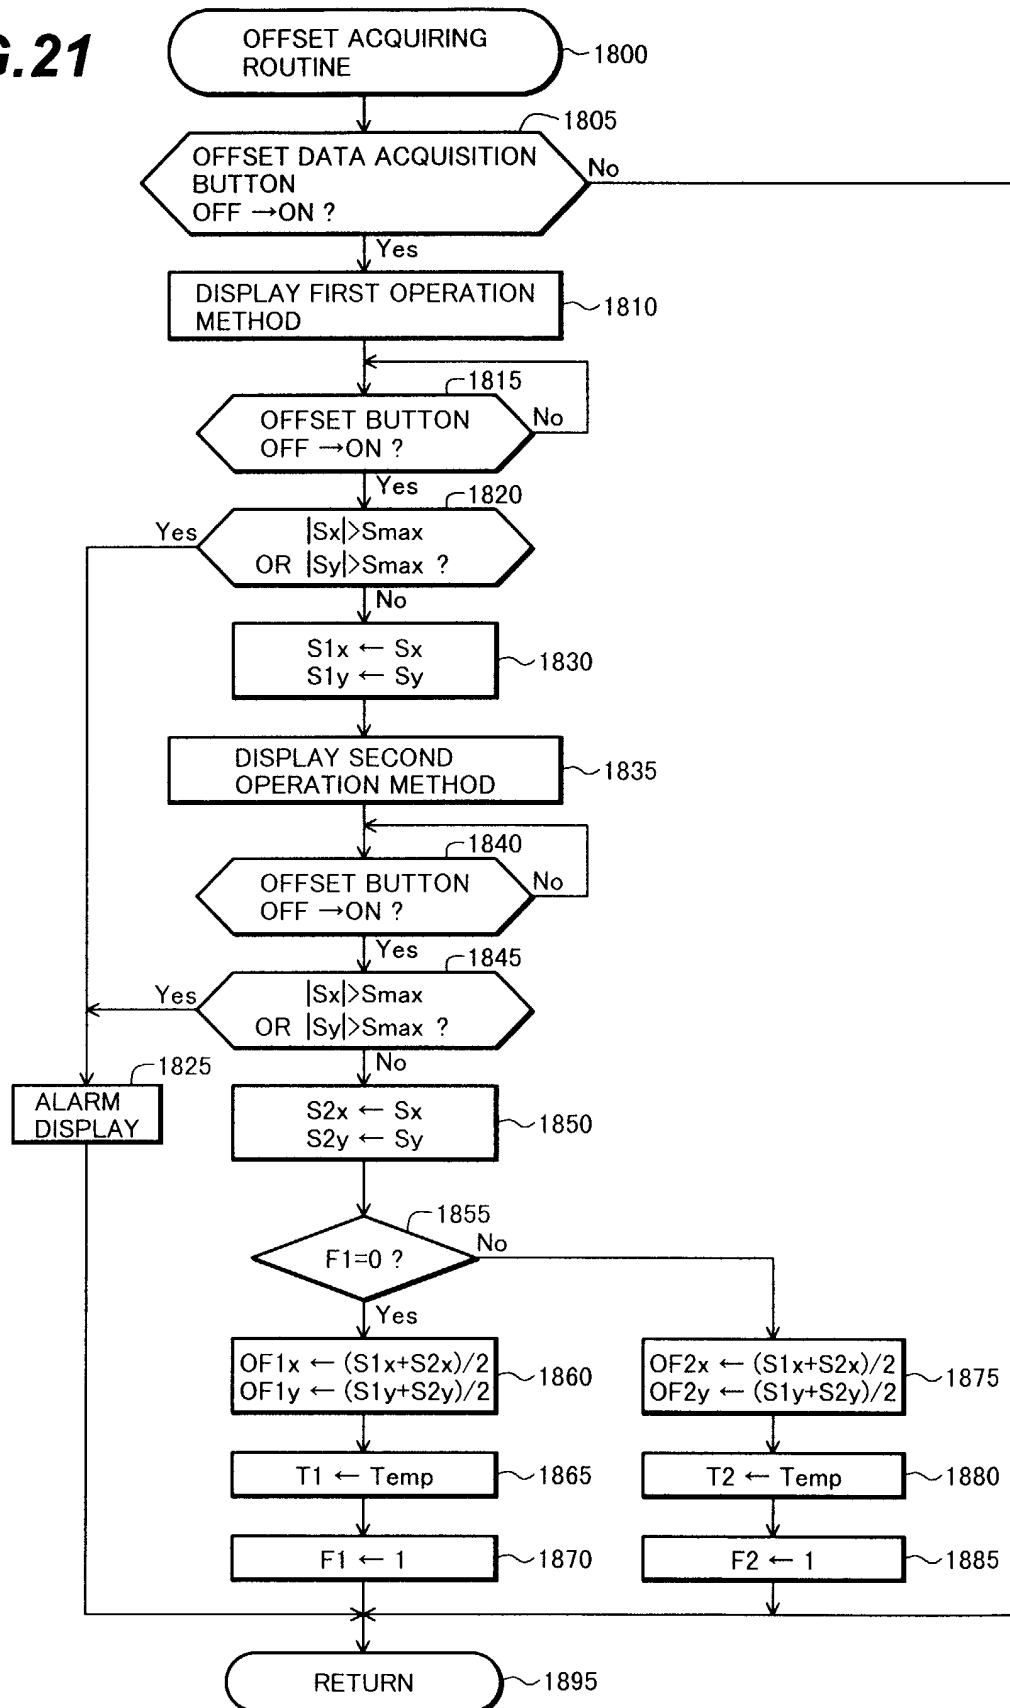 G.21
OFFSET ACQUIRING
ROUTINE
1800
1805
OFFSET DATA ACQUISITION
BUTTON
OFF →ON ?
No
Yes
DISPLAY FIRST OPERATION
METHOD
1810
1815
OFFSET BUTTON
OFF →ON ?
No
Yes
1820
|Sx|>Smax
OR |Sy|>Smax ?
Yes
No
S1x ← Sx
S1y ← Sy
1830
DISPLAY SECOND
OPERATION METHOD
1835
1840
OFFSET BUTTON
OFF →ON ?
No
Yes
1845
|Sx|>Smax
OR |Sy|>Smax ?
Yes
No
1825
ALARM
DISPLAY
S2x ← Sx
S2y ← Sy
1850
1855
F1=0 ?
No
Yes
OF1x ← (S1x+S2x)/2
OF1y ← (S1y+S2y)/2
1860
OF2x ← (S1x+S2x)/2
OF2y ← (S1y+S2y)/2
1875
T1 ← Temp
1865
T2 ← Temp
1880
F1 ← 1
1870
F2 ← 1
1885
RETURN
1895